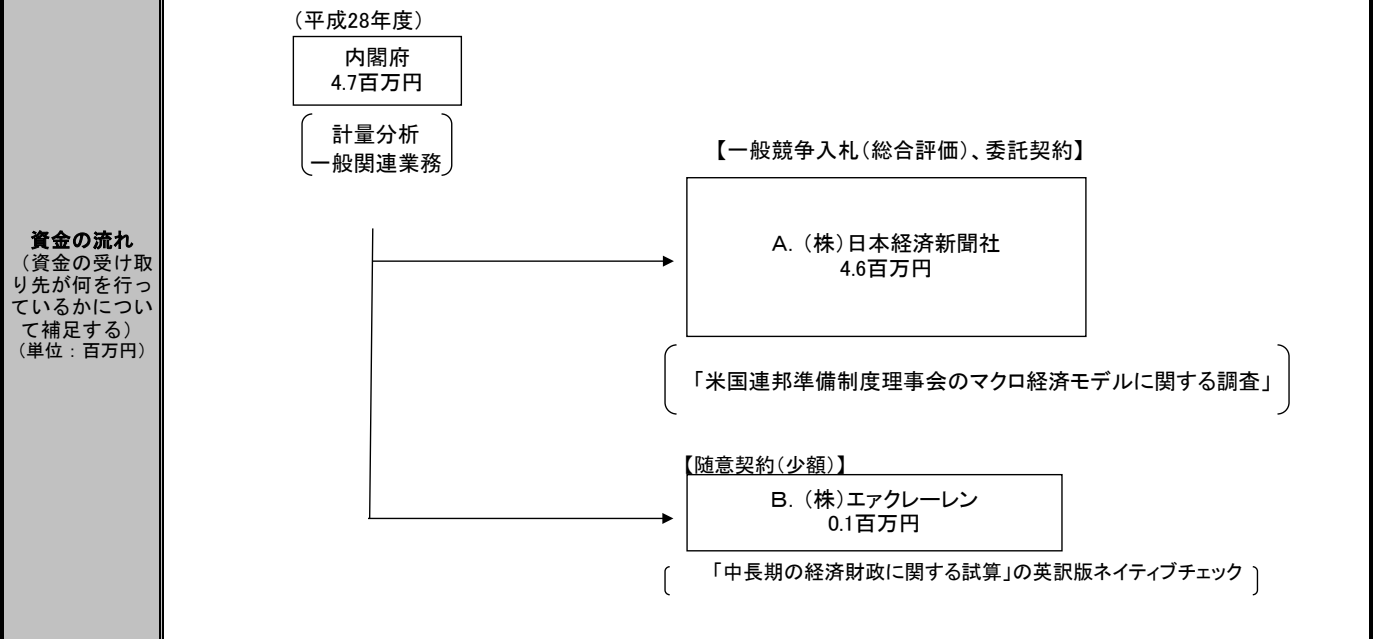 資金の流れ
（資金の受け取
り先が何を行っ
ているかについ
て補足する）
（単位：百万円）
（平成28年度）
内閣府
4.7百万円
計量分析
一般関連業務
【一般競争入札（総合評価）、委託契約】
A．（株）日本経済新聞社
4.6百万円
「米国連邦準備制度理事会のマクロ経済モデルに関する調査」
【随意契約（少額）】
B．（株）エァクレーレン
0.1百万円
「中長期の経済財政に関する試算」の英訳版ネイティブチェック